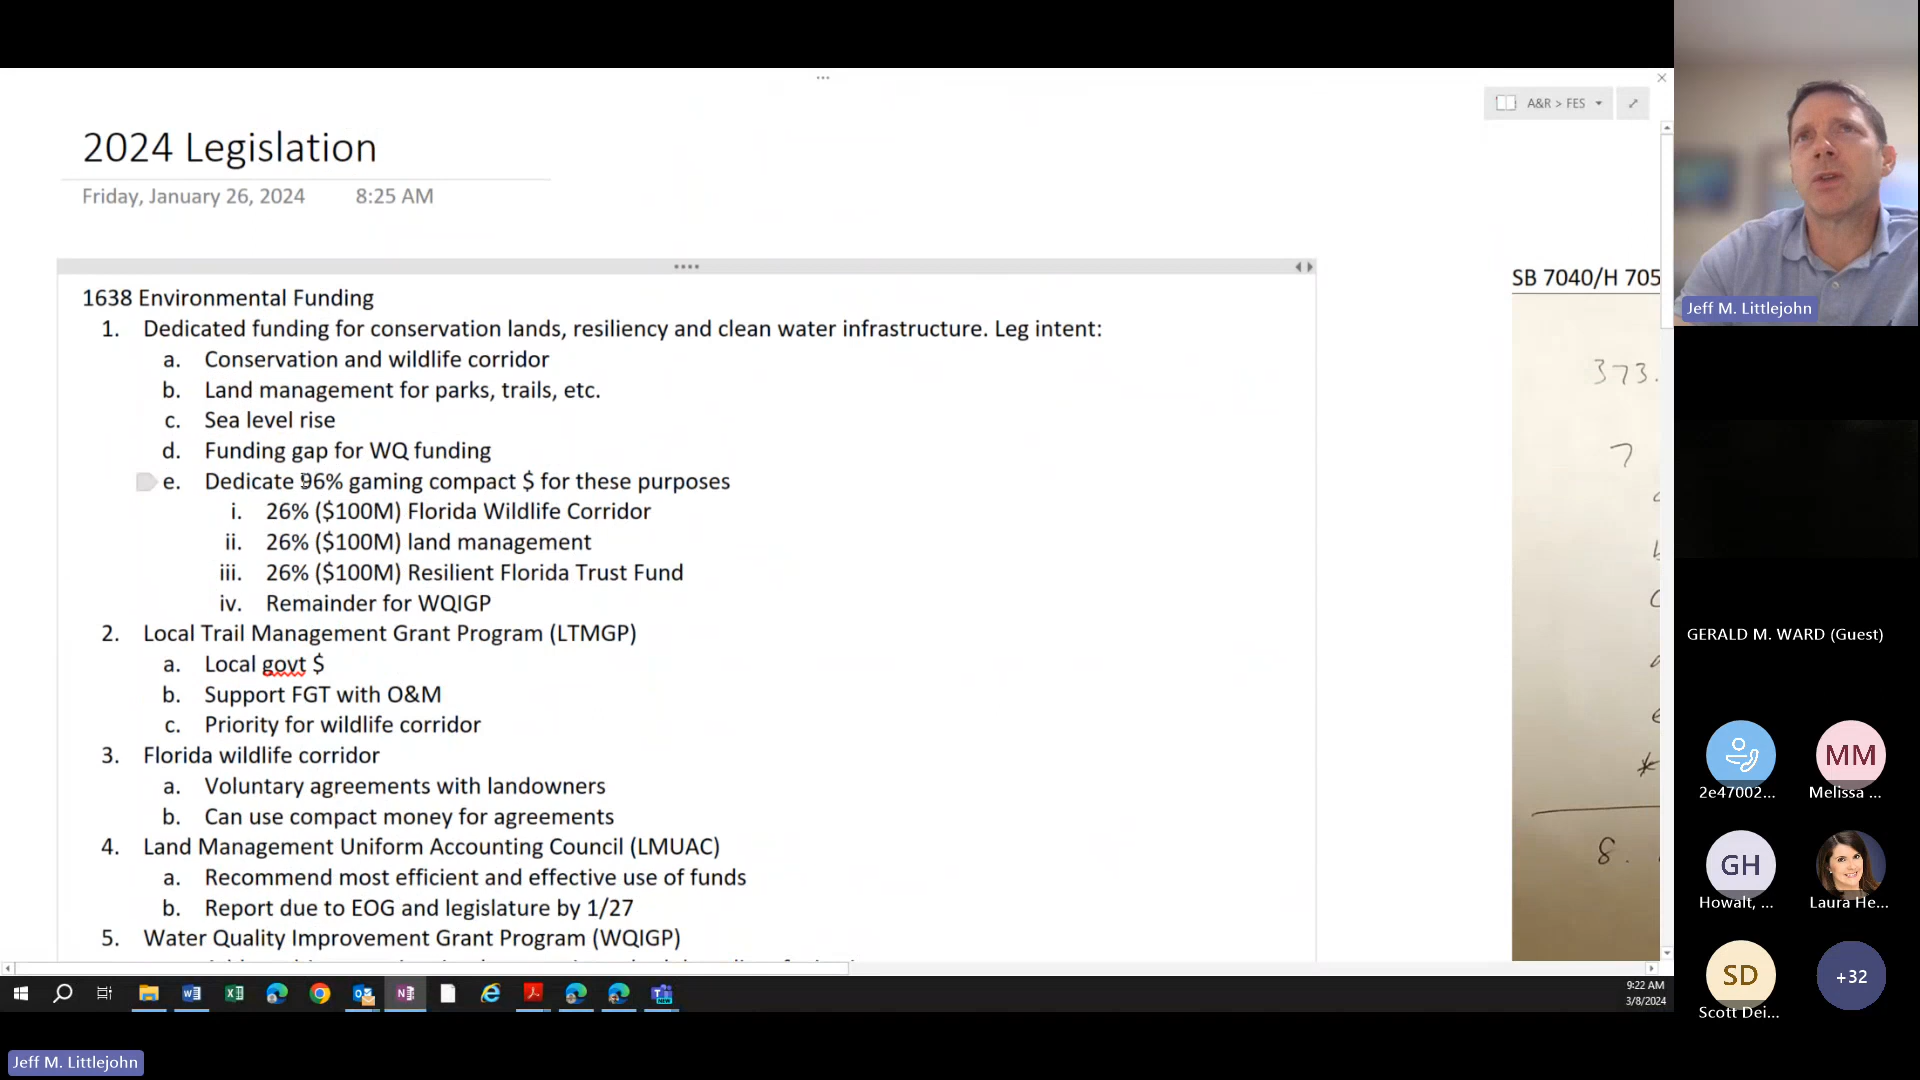 A&R > FES
2024 Legislation
Friday, January 26, 2024 8:25 AM
1638 Environmental Funding
1. Dedicated funding for conservation lands, resiliency and clean water infrastructure. Leg intent:
a. Conservation and wildlife corridor
b. Land management for parks, trails, etc.
c. Sea level rise
d. Funding gap for WQ funding
e. Dedicate 96% gaming compact $ for these purposes
i. 26% ($100M) Florida Wildlife Corridor
ii. 26% ($100M) land management
iii. 26% ($100M) Resilient Florida Trust Fund
iv. Remainder for WQIGP
2. Local Trail Management Grant Program (LTMGP)
a. Local govt $
b. Support FGT with O&M
c. Priority for wildlife corridor
3. Florida wildlife corridor
a. Voluntary agreements with landowners
b. Can use compact money for agreements
4. Land Management Uniform Accounting Council (LMUAC)
a. Recommend most efficient and effective use of funds
b. Report due to EOG and legislature by 1/27
5. Water Quality Improvement Grant Program (WQIGP)
SB 7040/H 705
373.
7
8.
Jeff M. Littlejohn
GERALD M. WARD (Guest)
2e47002...
MM
Melissa ...
GH
Howalt, ...
Laura He...
SD
Scott Dei...
+32
9:22 AM
3/8/2024
Jeff M. Littlejohn